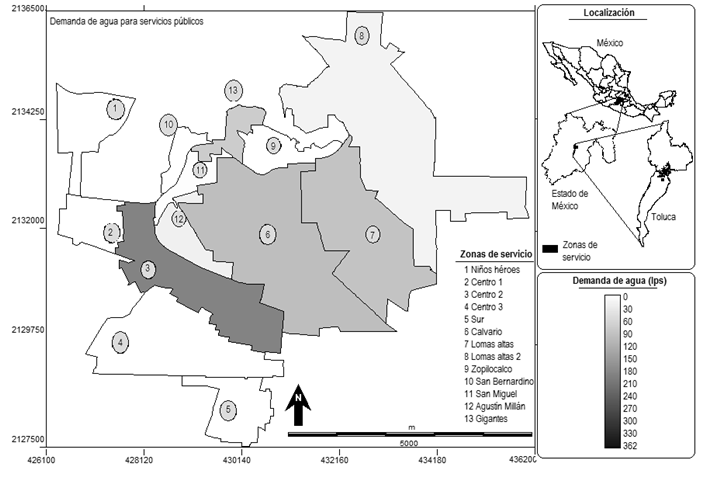 2136500
Demanda de agua para servicios públicos
8
13
1
2134250
10
9
11
12
2132000
2
6
7
3
2129750
4
5
2127500
426100
428120
430140
432160
434180
436200
Zonas de servicio
1 Niños héroes
2 Centro 1
3 Centro 2
4 Centro 3
5 Sur
6 Calvario
7 Lomas altas
8 Lomas altas 2
9 Zopilocalco
10 San Bernardino
11 San Miguel
12 Agustín Millán
13 Gigantes
N
m
5000
Localización
México
Estado de
México
Toluca
Zonas de
servicio
Demanda de agua (lps)
0
30
60
90
120
150
180
210
240
270
300
330
362